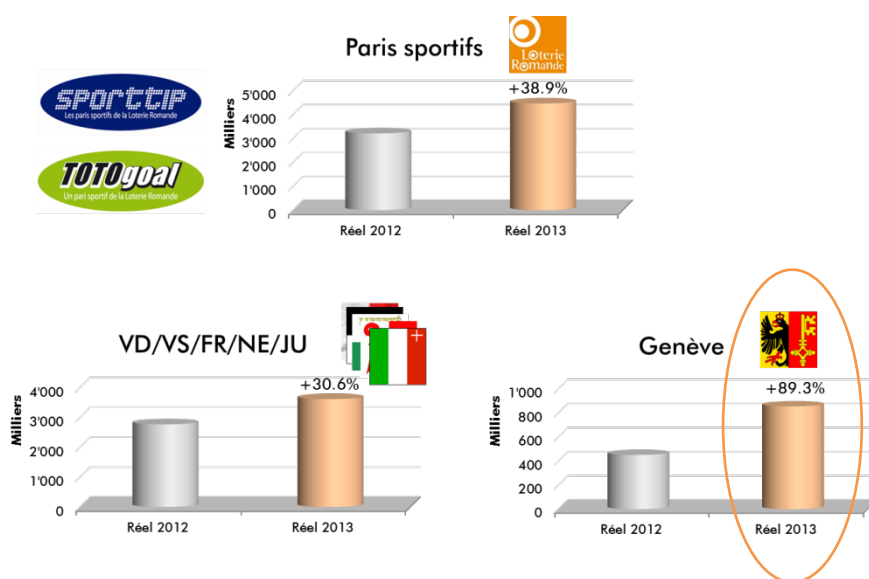 Paris sportifs
Loterie
Romande
sporttip
Les paris sportifs de la Loterie Romande
TOTOgoal
Un pari sportif de la Loterie Romande
Milliers
+38.9%
5'000
4'000
3'000
2'000
1'000
0
Réel 2012
Réel 2013
VD/VS/FR/NE/JU
Milliers
+30.6%
4'000
3'000
2'000
1'000
0
Réel 2012
Réel 2013
Genève
Milliers
+89.3%
1'000
800
600
400
200
0
Réel 2012
Réel 2013